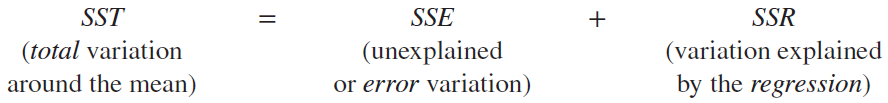 SST = SSE + SSR
(total variation (unexplained (variation explained
around the mean) or error variation) by the regression)